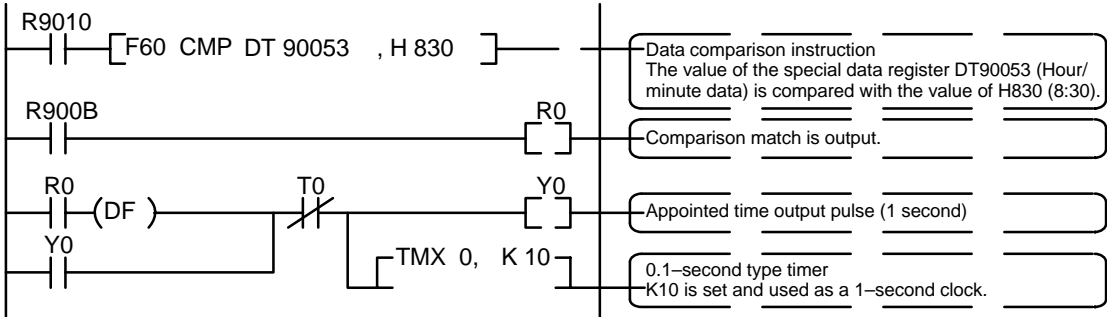 R9010
F60 CMP DT 90053 , H 830
Data comparison instruction
The value of the special data register DT90053 (Hour/
minute data) is compared with the value of H830 (8:30).
R900B
R0
Comparison match is output.
R0
(DF )
T0
Y0
Appointed time output pulse (1 second)
Y0
TMX 0, K 10
0.1–second type timer
K10 is set and used as a 1–second clock.